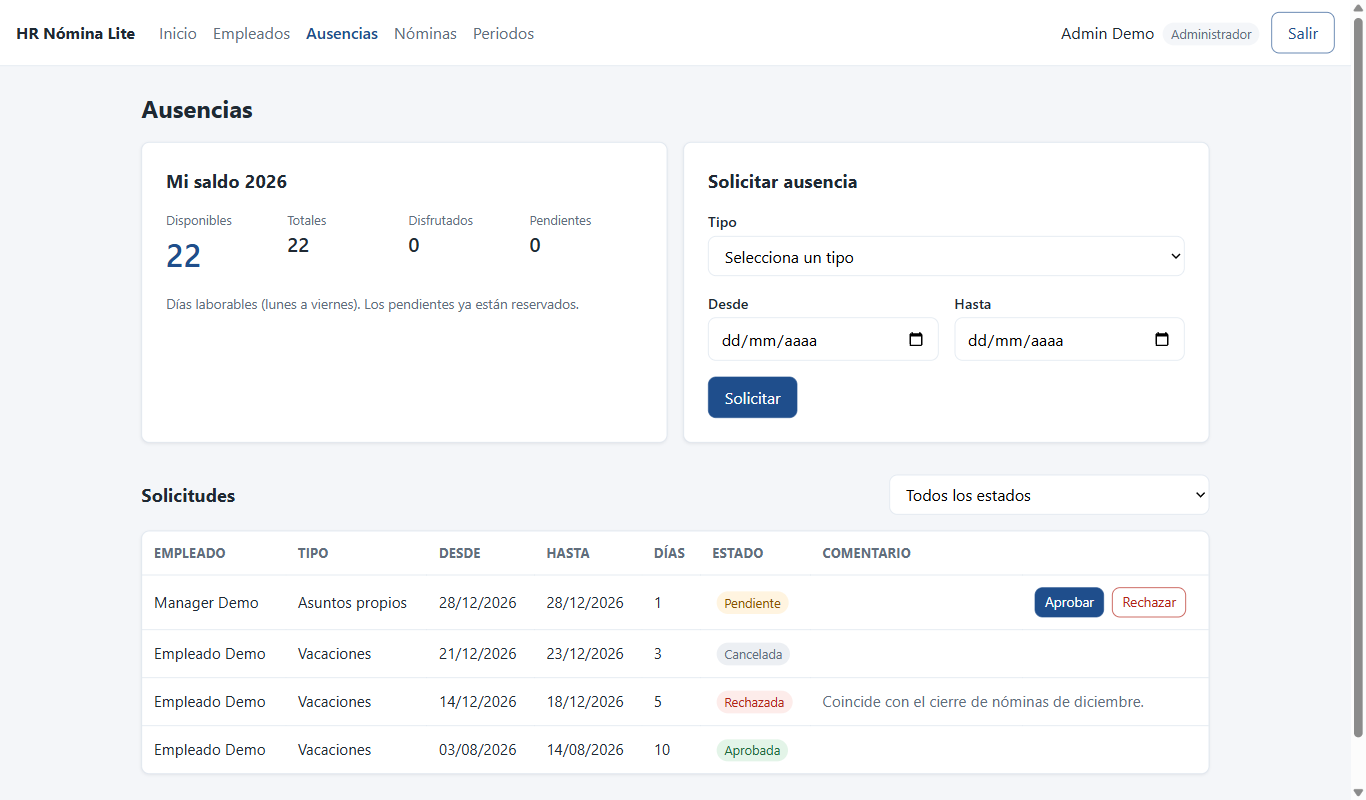 HR Nómina Lite Inicio Empleados Ausencias Nóminas Periodos Admin Demo Administrador Salir
Ausencias
Mi saldo 2026
Disponibles Totales Disfrutados Pendientes
22 22 0 0
Días laborables (lunes a viernes). Los pendientes ya están reservados.
Solicitar ausencia
Tipo
Selecciona un tipo
Desde Hasta
dd/mm/aaaa dd/mm/aaaa
Solicitar
Solicitudes Todos los estados
EMPLEADO TIPO DESDE HASTA DÍAS ESTADO COMENTARIO
Manager Demo Asuntos propios 28/12/2026 28/12/2026 1 Pendiente Aprobar Rechazar
Empleado Demo Vacaciones 21/12/2026 23/12/2026 3 Cancelada
Empleado Demo Vacaciones 14/12/2026 18/12/2026 5 Rechazada Coincide con el cierre de nóminas de diciembre.
Empleado Demo Vacaciones 03/08/2026 14/08/2026 10 Aprobada